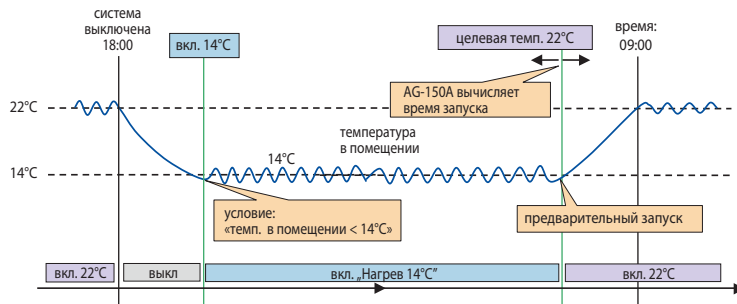 система
выключена
18:00
вкл. 14°C
целевая темп. 22°C
время:
09:00
AG-150A вычисляет
время запуска
22°C
температура
в помещении
14°C
14°C
условие:
«темп. в помещении < 14°C»
предварительный запуск
вкл. 22°C
выкл
вкл. „Нагрев 14°C"
вкл. 22°C